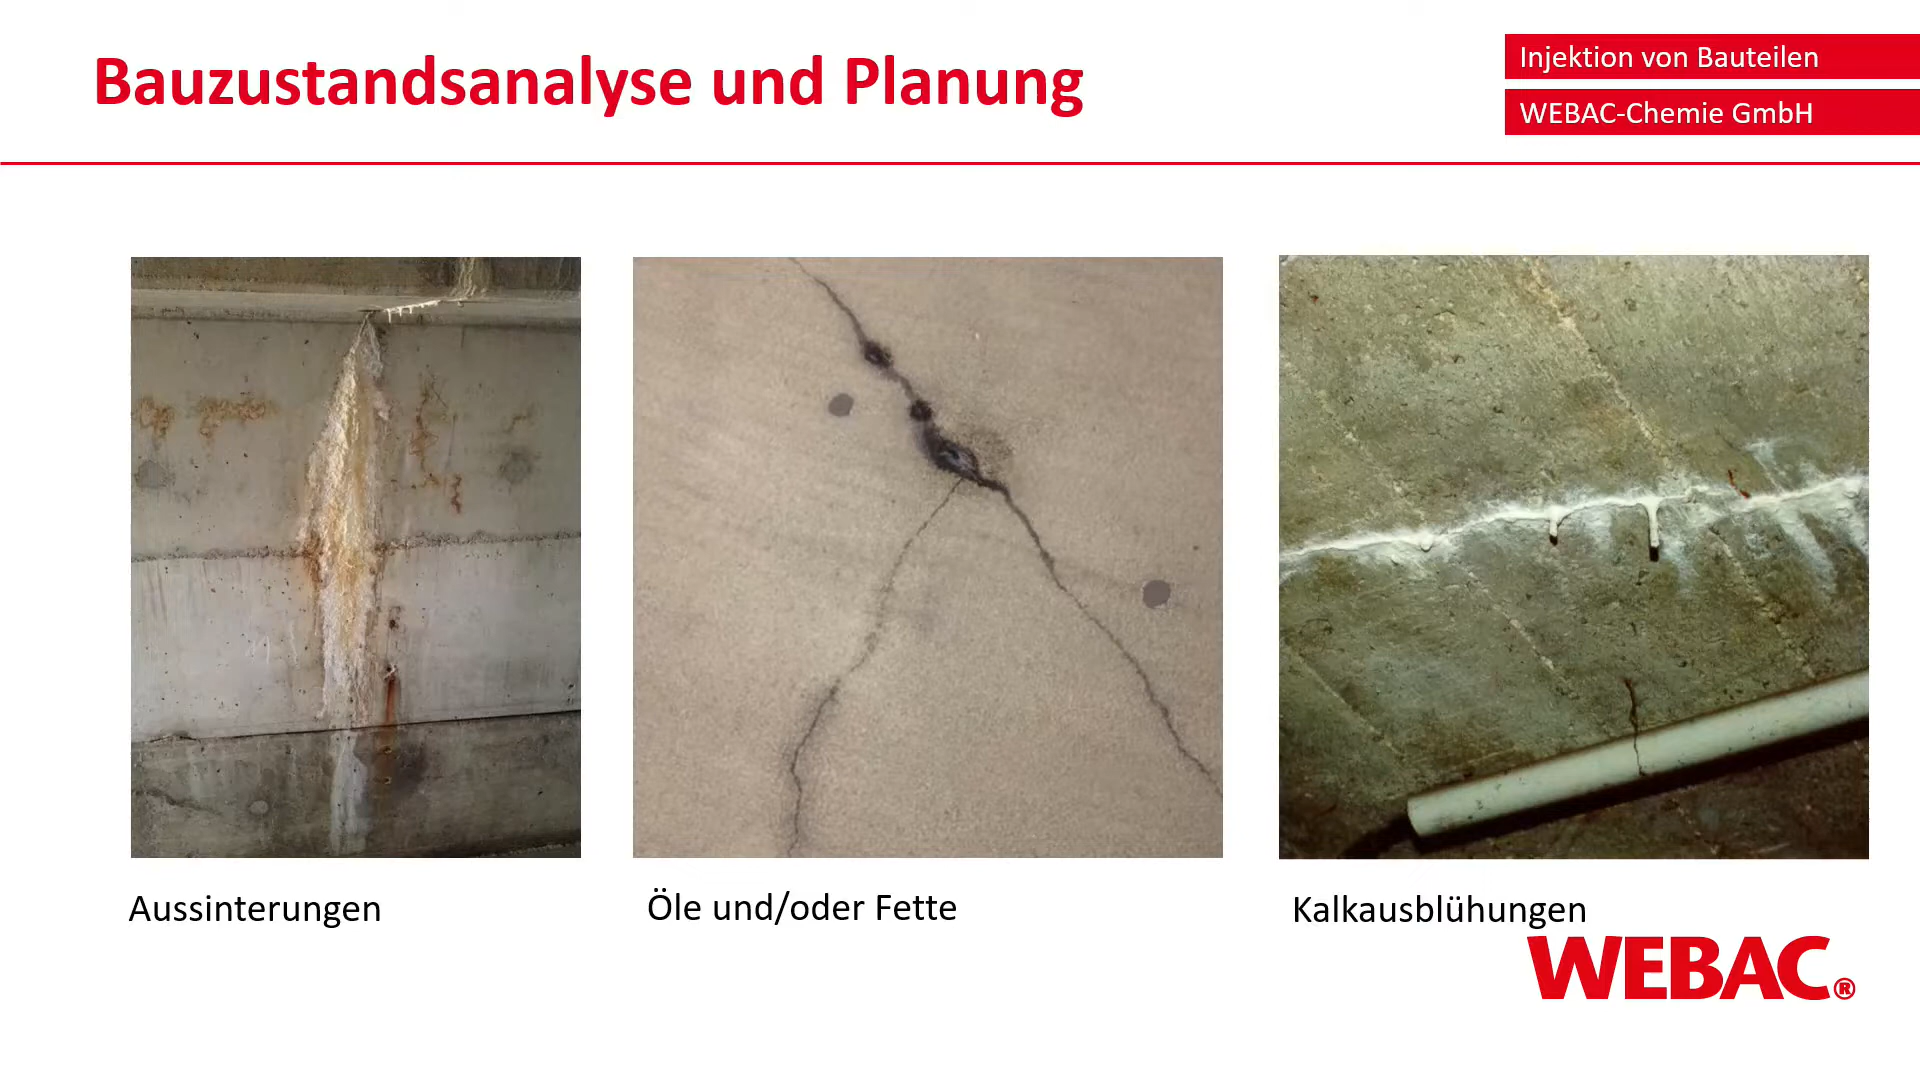 Bauzustandsanalyse und Planung
Injektion von Bauteilen
WEBAC-Chemie GmbH
Aussinterungen
Öle und/oder Fette
Kalkausblühungen
WEBAC®